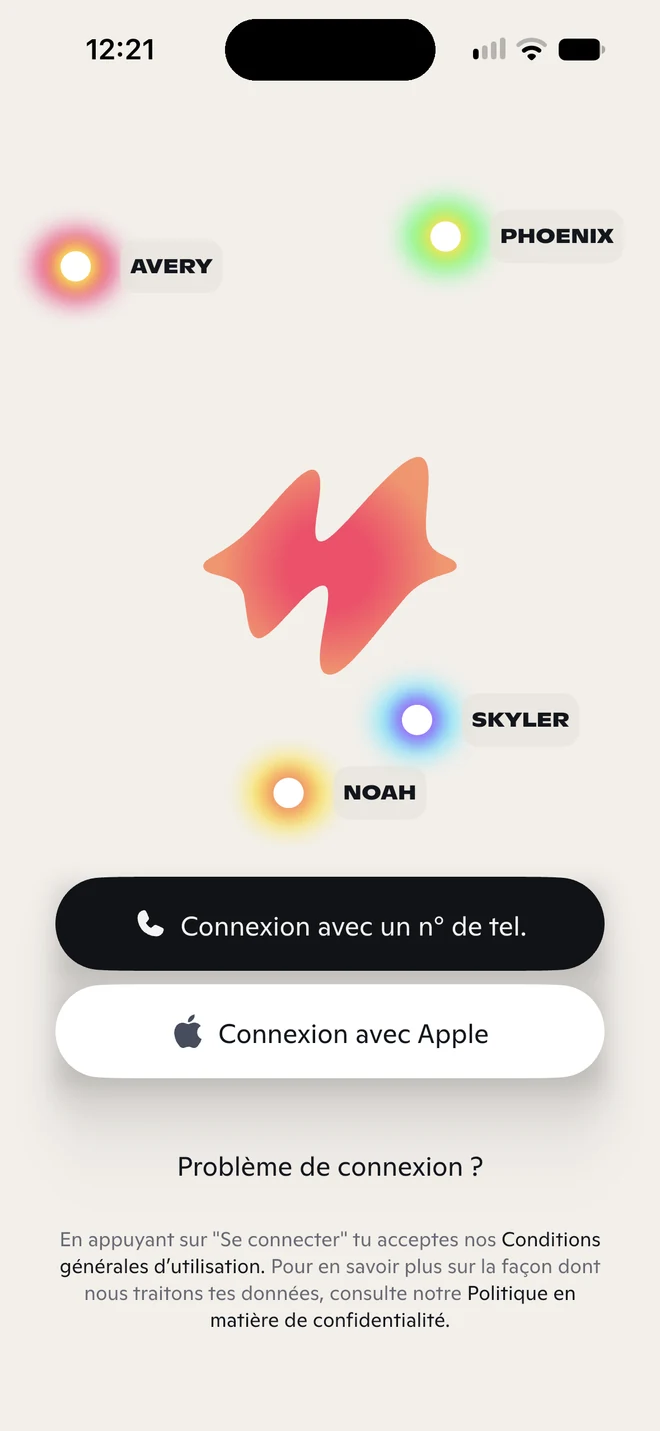 12:21
PHOENIX
AVERY
SKYLER
NOAH
Connexion avec un n° de tel.
Connexion avec Apple
Problème de connexion ?
En appuyant sur "Se connecter" tu acceptes nos Conditions
générales d’utilisation. Pour en savoir plus sur la façon dont
nous traitons tes données, consulte notre Politique en
matière de confidentialité.